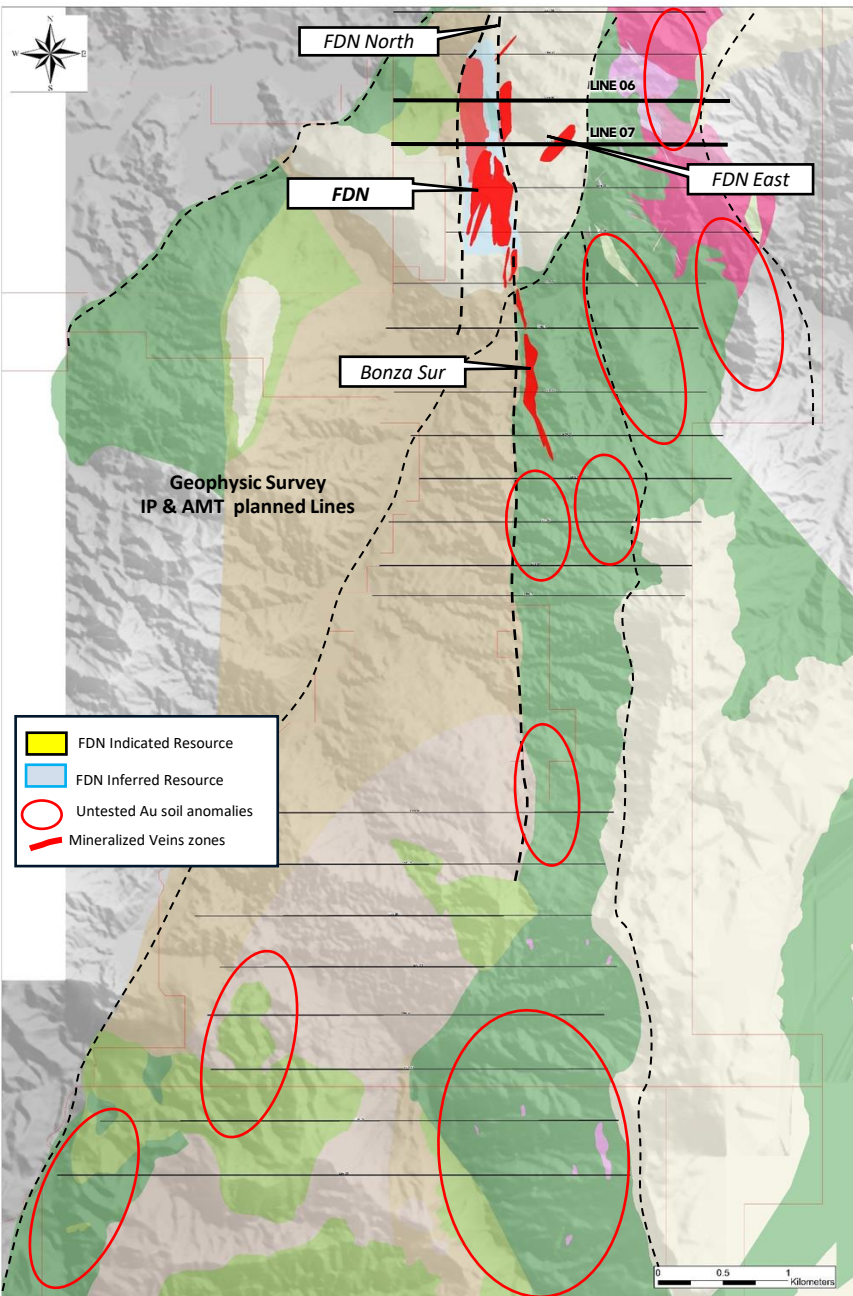 N
W
E
S
FDN North
LINE 06
LINE 07
FDN East
FDN
Bonza Sur
Geophysic Survey
IP & AMT planned Lines
FDN Indicated Resource
FDN Inferred Resource
Untested Au soil anomalies
Mineralized Veins zones
0 0.5 1
Kilometers